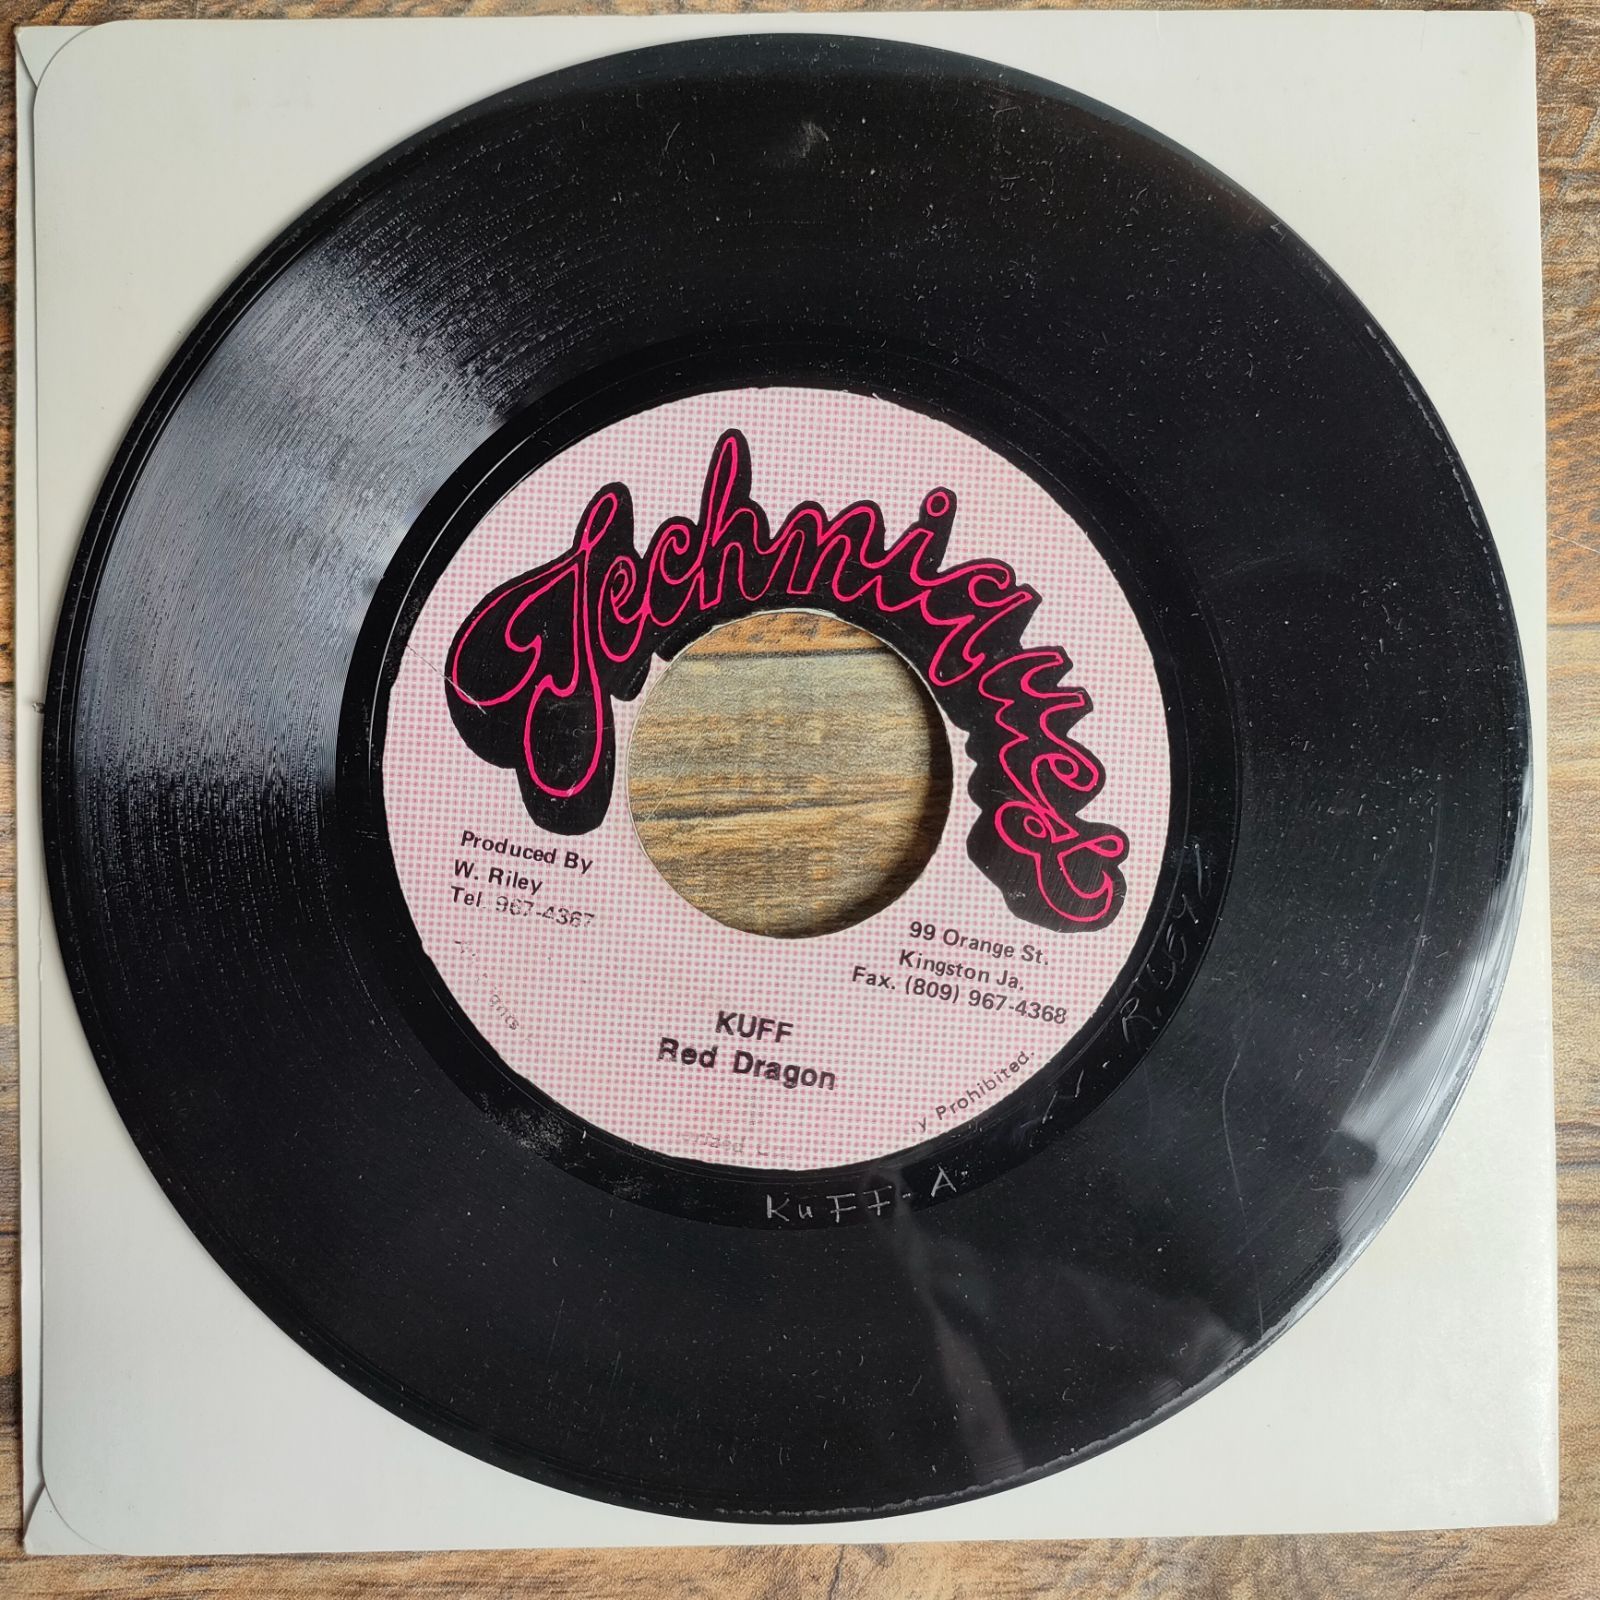 Techniques
Produced By
W. Riley
Tel. 967-4367
99 Orange St.
Kingston Ja.
Fax. (809) 967-4368
KUFF
Red Dragon
Prohibited.
KuFF-A-
W.RILEY